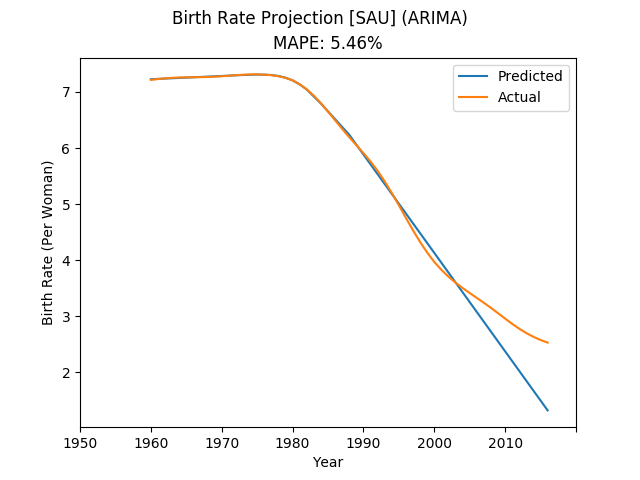 Birth Rate Projection [SAU] (ARIMA)
MAPE: 5.46%
Predicted
Actual
7
6
5
4
3
2
Birth Rate (Per Woman)
1950 1960 1970 1980 1990 2000 2010
Year